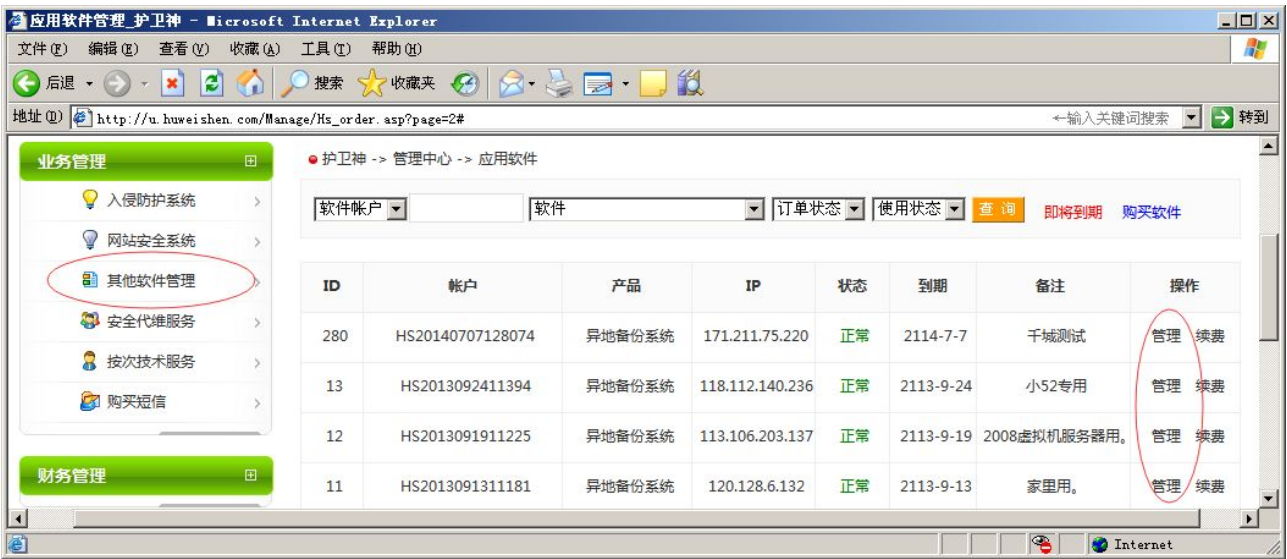 应用软件管理_护卫神 - Microsoft Internet Explorer
文件(F) 编辑(E) 查看(V) 收藏(A) 工具(T) 帮助(H)
后退 搜索 收藏夹
地址(D) http://u.huweishen.com/Manage/Hs_order.asp?page=2# ←输入关键词搜索 转到
业务管理
入侵防护系统
网站安全系统
其他软件管理
安全代维服务
按次技术服务
购买短信
财务管理
护卫神 -> 管理中心 -> 应用软件
软件帐户 软件 订单状态 使用状态 查 询 即将到期 购买软件
ID 帐户 产品 IP 状态 到期 备注 操作
280 HS20140707128074 异地备份系统 171.211.75.220 正常 2114-7-7 千城测试 管理 续费
13 HS2013092411394 异地备份系统 118.112.140.236 正常 2113-9-24 小52专用 管理 续费
12 HS2013091911225 异地备份系统 113.106.203.137 正常 2113-9-19 2008虚拟机服务器用。 管理 续费
11 HS2013091311181 异地备份系统 120.128.6.132 正常 2113-9-13 家里用。 管理 续费
Internet